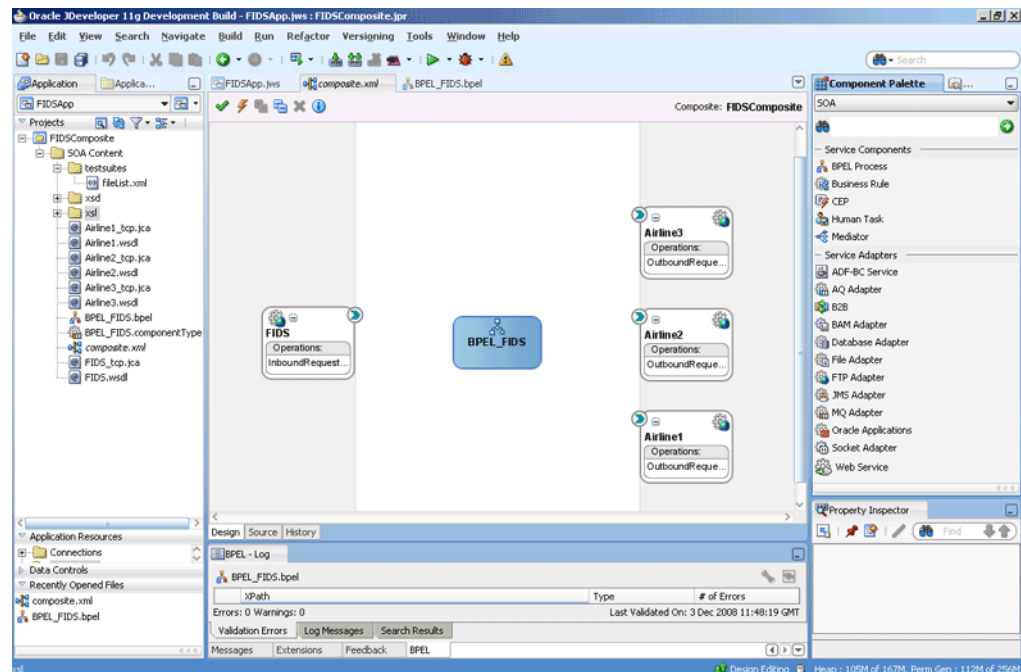 Oracle JDeveloper 11g Development Build - FIDSApp.jws : FIDSComposite.jpr
File Edit View Search Navigate Build Run Refactor Versioning Tools Window Help
Search
Application Applica...
FIDSApp
Projects
FIDSComposite
SOA Content
testsuites
fileList.xml
xsd
xsl
Airline1_tcp.jca
Airline1.wsdl
Airline2_tcp.jca
Airline2.wsdl
Airline3_tcp.jca
Airline3.wsdl
BPEL_FIDS.bpel
BPEL_FIDS.componentType
composite.xml
FIDS_tcp.jca
FIDS.wsdl
Application Resources
Connections
Data Controls
Recently Opened Files
composite.xml
BPEL_FIDS.bpel
FIDSApp.jws composite.xml BPEL_FIDS.bpel
Composite: FIDSComposite
FIDS
Operations:
InboundRequest...
BPEL_FIDS
Airline3
Operations:
OutboundReque...
Airline2
Operations:
OutboundReque...
Airline1
Operations:
OutboundReque...
Design Source History
BPEL - Log
BPEL_FIDS.bpel
XPath Type # of Errors
Errors: 0 Warnings: 0 Last Validated On: 3 Dec 2008 11:48:19 GMT
Validation Errors Log Messages Search Results
Messages Extensions Feedback BPEL
Component Palette
SOA
Service Components
BPEL Process
Business Rule
CEP
Human Task
Mediator
Service Adapters
ADF-BC Service
AQ Adapter
B2B
BAM Adapter
Database Adapter
File Adapter
FTP Adapter
JMS Adapter
MQ Adapter
Oracle Applications
Socket Adapter
Web Service
Property Inspector
Find
xsl
Design Editing Heap : 105M of 167M, Perm Gen : 112M of 256M